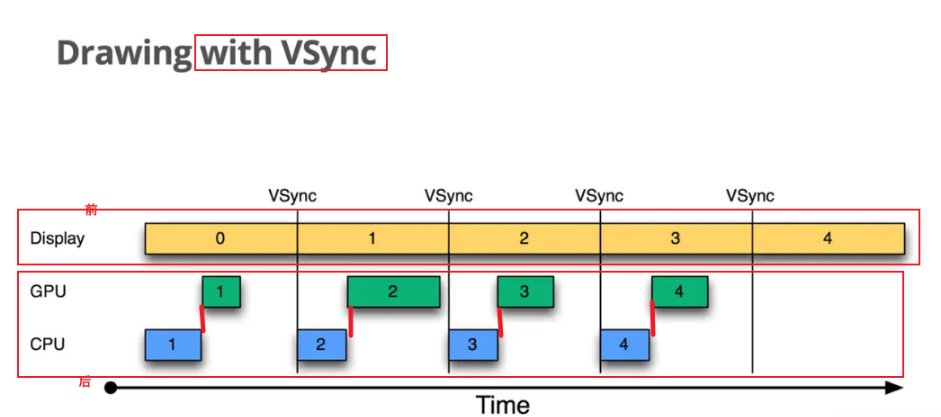 Drawing with VSync
VSync VSync VSync VSync
前
Display 0 1 2 3 4
GPU 1 2 3 4
CPU 1 2 3 4
后
Time